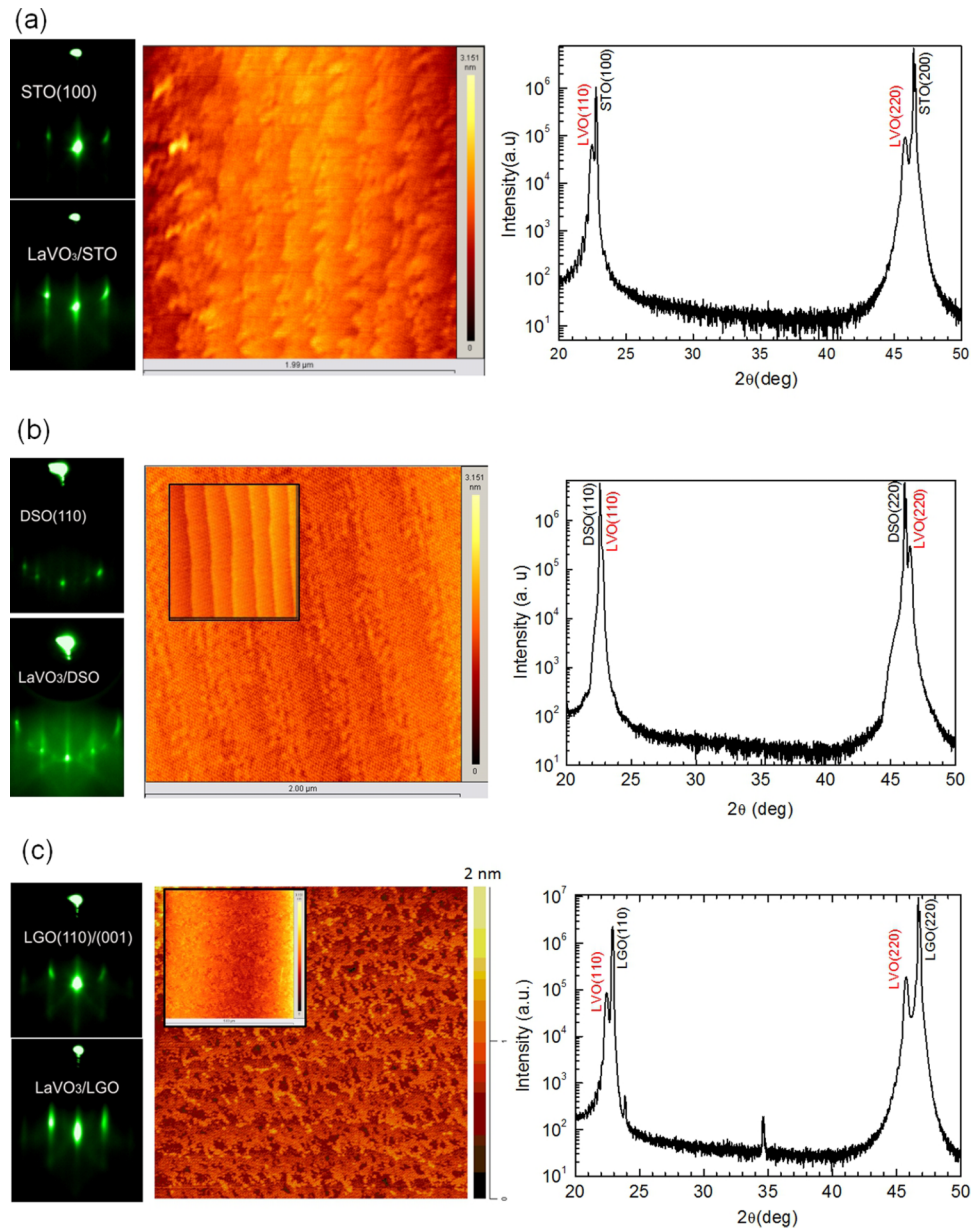 (a)
STO(100)
LaVO₃/STO
3.151
nm
0
1.99 μm
Intensity(a.u)
10⁶
10⁵
10⁴
10³
10²
10¹
LVO(110)
STO(100)
LVO(220)
STO(200)
20 25 30 35 40 45 50
2θ(deg)
(b)
DSO(110)
LaVO₃/DSO
3.151
nm
0
2.00 μm
Intensity (a. u)
10⁶
10⁵
10⁴
10³
10²
10¹
DSO(110)
LVO(110)
DSO(220)
LVO(220)
20 25 30 35 40 45 50
2θ (deg)
(c)
LGO(110)/(001)
LaVO₃/LGO
2 nm
1
0
Intensity (a.u.)
10⁷
10⁶
10⁵
10⁴
10³
10²
10¹
LVO(110)
LGO(110)
LVO(220)
LGO(220)
20 25 30 35 40 45 50
2θ(deg)